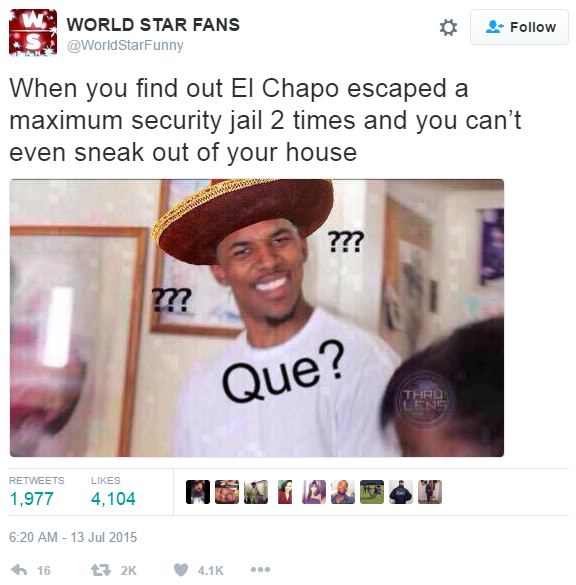 WORLD STAR FANS
@WorldStarFunny
Follow
When you find out El Chapo escaped a
maximum security jail 2 times and you can't
even sneak out of your house
???
???
Que?
THRU
LENS
RETWEETS LIKES
1,977 4,104
6:20 AM - 13 Jul 2015
16 2K 4.1K